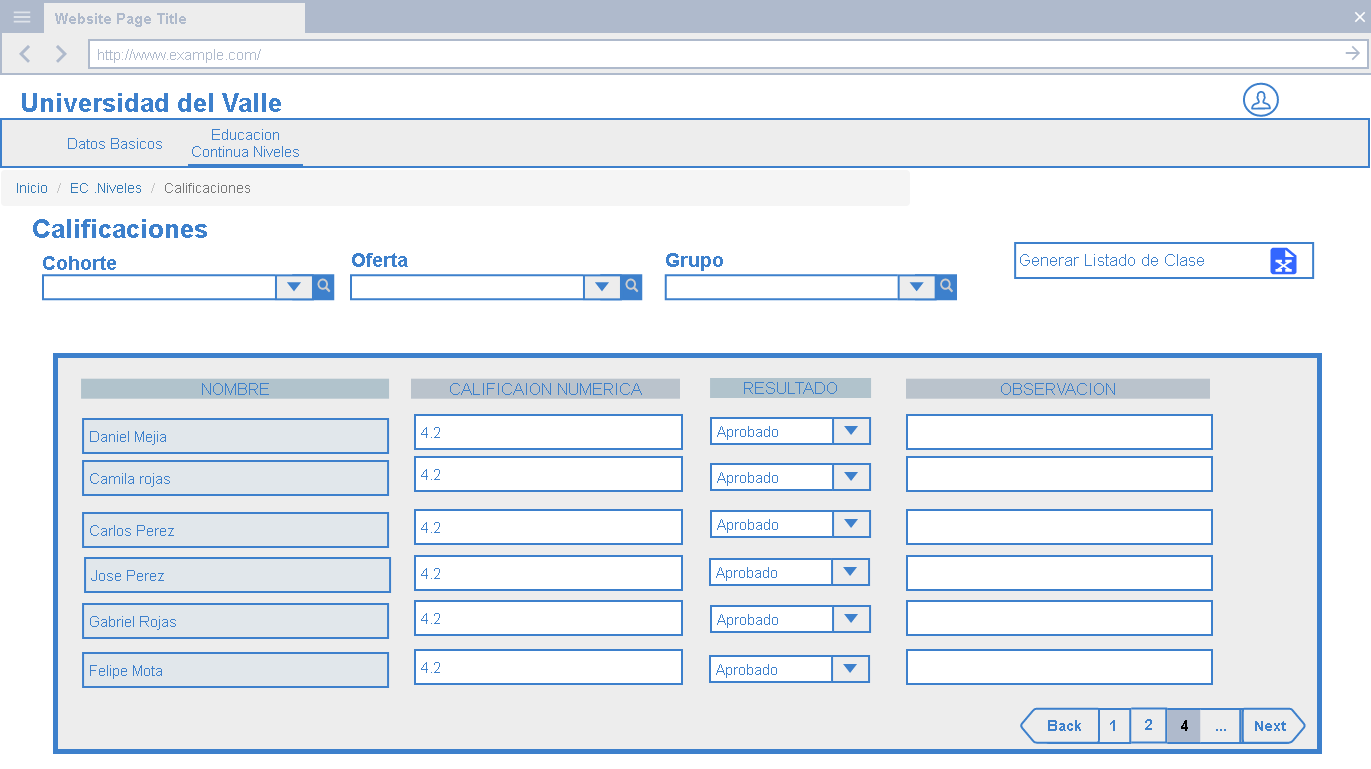 Website Page Title
http://www.example.com/
Universidad del Valle
Datos Basicos
Educacion
Continua Niveles
Inicio / EC .Niveles / Calificaciones
Calificaciones
Cohorte
Oferta
Grupo
Generar Listado de Clase
NOMBRE CALIFICAION NUMERICA RESULTADO OBSERVACION
Daniel Mejia 4.2 Aprobado
Camila rojas 4.2 Aprobado
Carlos Perez 4.2 Aprobado
Jose Perez 4.2 Aprobado
Gabriel Rojas 4.2 Aprobado
Felipe Mota 4.2 Aprobado
Back 1 2 4 ... Next